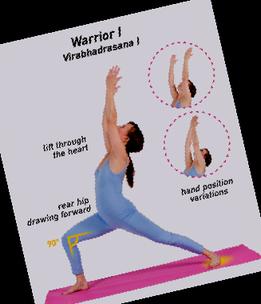 Warrior I
Virabhadrasana I
lift through
the heart
rear hip
drawing forward
90°
hand position
variations